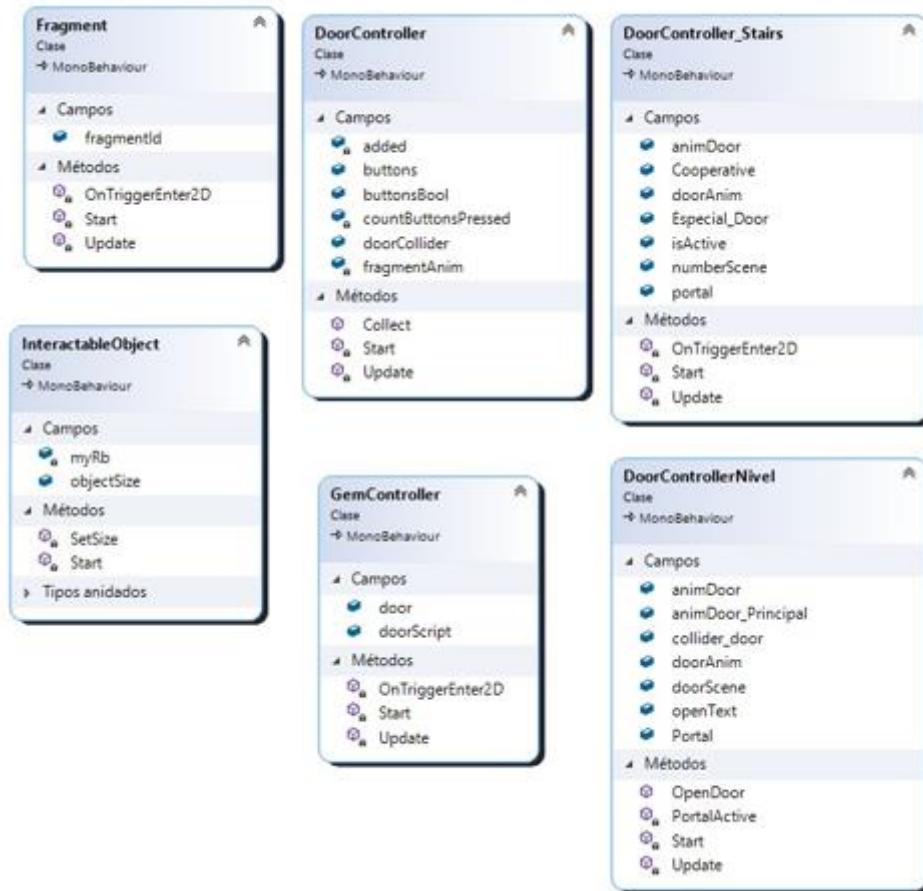 Fragment
Clase
MonoBehaviour
Campos
fragmentId
Métodos
OnTriggerEnter2D
Start
Update
DoorController
Clase
MonoBehaviour
Campos
added
buttons
buttonsBool
countButtonsPressed
doorCollider
fragmentAnim
Métodos
Collect
Start
Update
DoorController_Stairs
Clase
MonoBehaviour
Campos
animDoor
Cooperative
doorAnim
Especial_Door
isActive
numberScene
portal
Métodos
OnTriggerEnter2D
Start
Update
InteractableObject
Clase
MonoBehaviour
Campos
myRb
objectSize
Métodos
SetSize
Start
Tipos anidados
GemController
Clase
MonoBehaviour
Campos
door
doorScript
Métodos
OnTriggerEnter2D
Start
Update
DoorControllerNivel
Clase
MonoBehaviour
Campos
animDoor
animDoor_Principal
collider_door
doorAnim
doorScene
openText
Portal
Métodos
OpenDoor
PortalActive
Start
Update